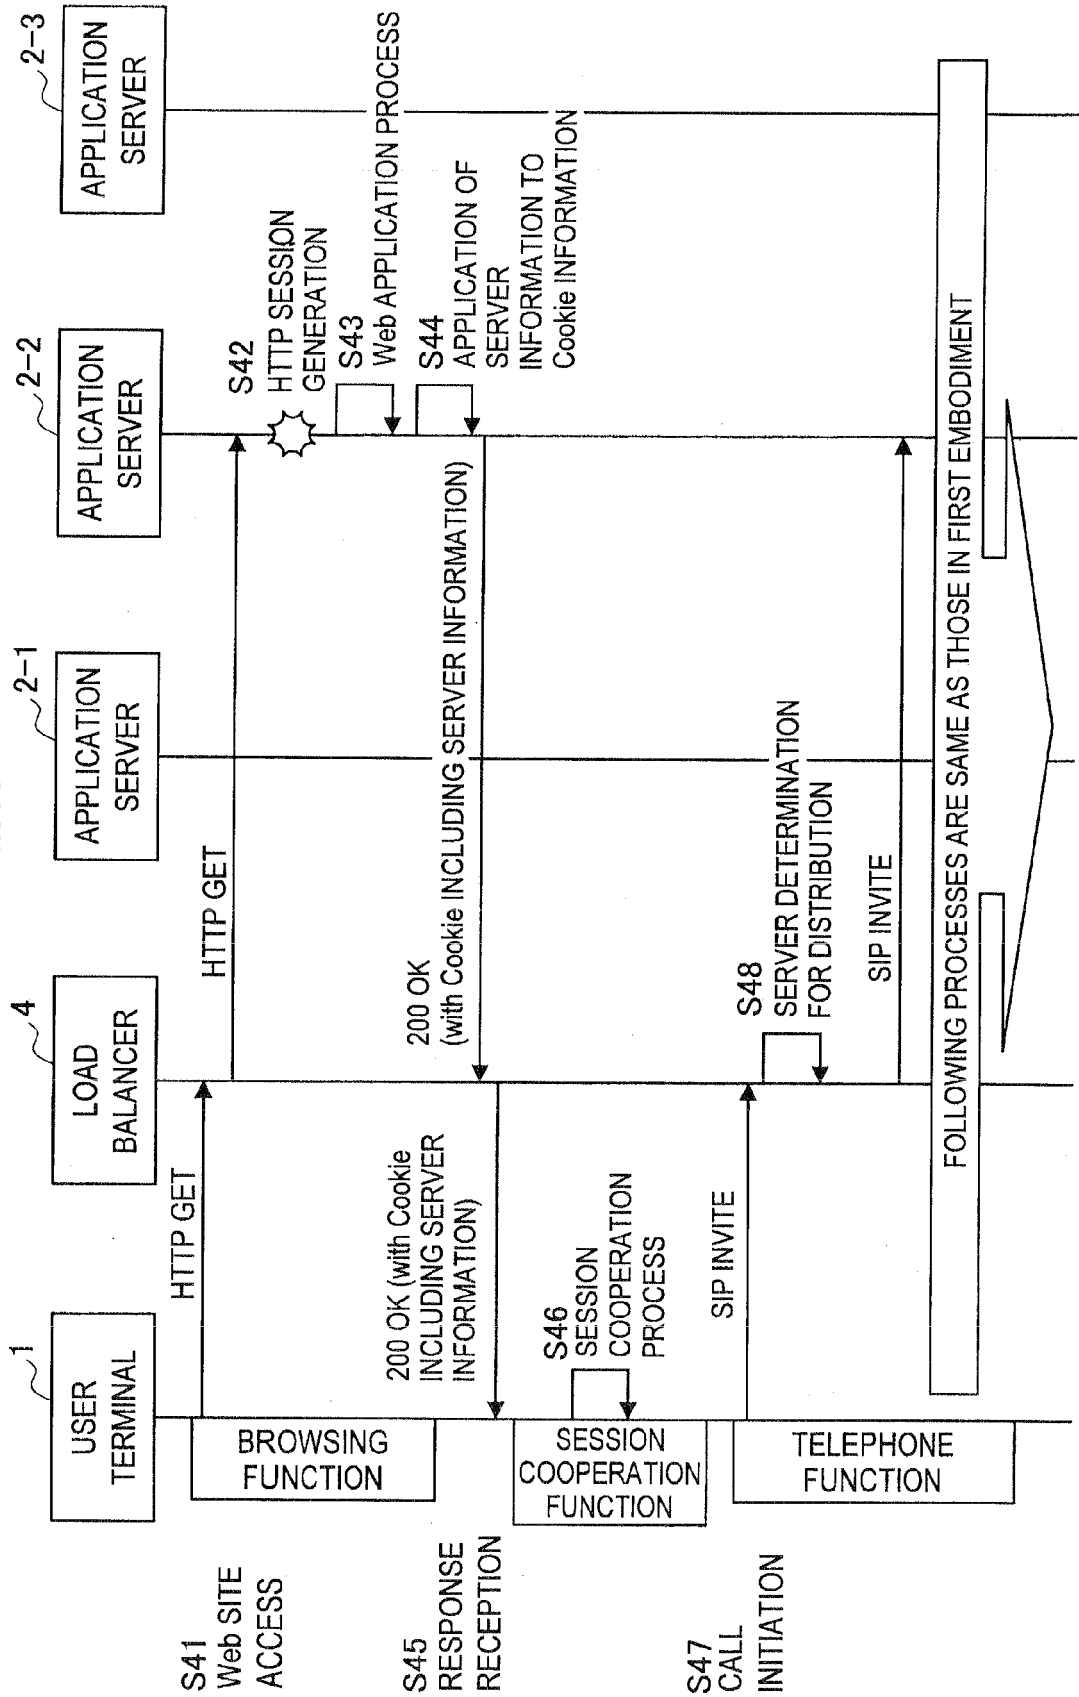 1
USER
TERMINAL
4
LOAD
BALANCER
2-1
APPLICATION
SERVER
2-2
APPLICATION
SERVER
2-3
APPLICATION
SERVER
S41
Web SITE
ACCESS
BROWSING
FUNCTION
HTTP GET
HTTP GET
S42
HTTP SESSION
GENERATION
S43
Web APPLICATION PROCESS
S44
APPLICATION OF
SERVER
INFORMATION TO
Cookie INFORMATION
200 OK
(with Cookie INCLUDING SERVER INFORMATION)
S45
RESPONSE
RECEPTION
200 OK (with Cookie
INCLUDING SERVER
INFORMATION)
SESSION
COOPERATION
FUNCTION
S46
SESSION
COOPERATION
PROCESS
S47
CALL
INITIATION
TELEPHONE
FUNCTION
SIP INVITE
S48
SERVER DETERMINATION
FOR DISTRIBUTION
SIP INVITE
FOLLOWING PROCESSES ARE SAME AS THOSE IN FIRST EMBODIMENT